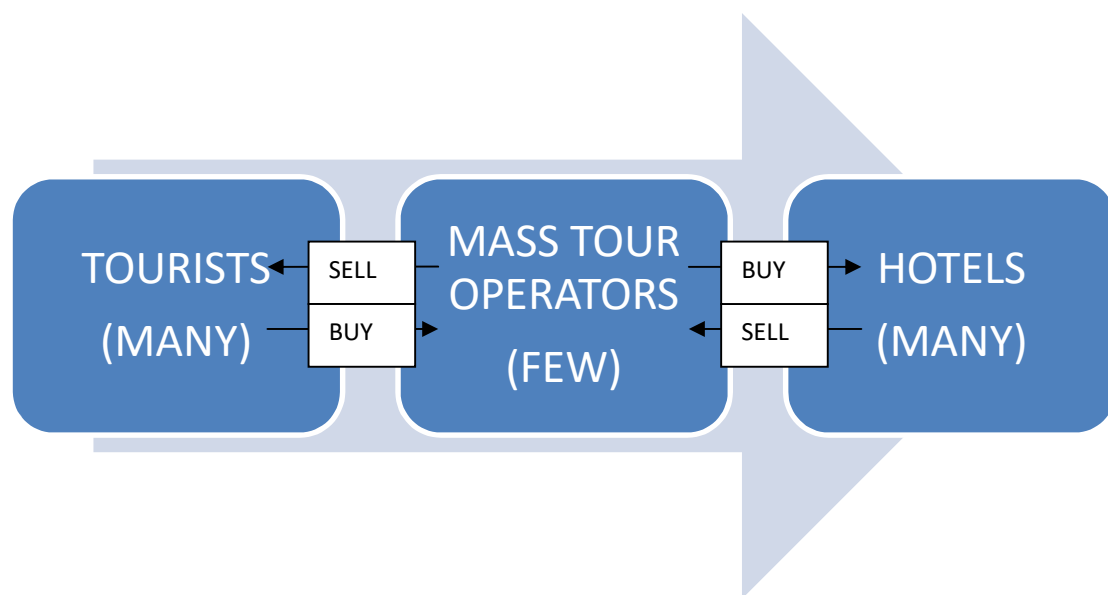 TOURISTS
(MANY)
SELL
BUY
MASS TOUR
OPERATORS
(FEW)
BUY
SELL
HOTELS
(MANY)